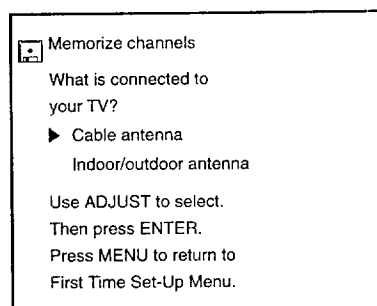 Memorize channels
What is connected to
your TV?
Cable antenna
Indoor/outdoor antenna
Use ADJUST to select.
Then press ENTER.
Press MENU to return to
First Time Set-Up Menu.